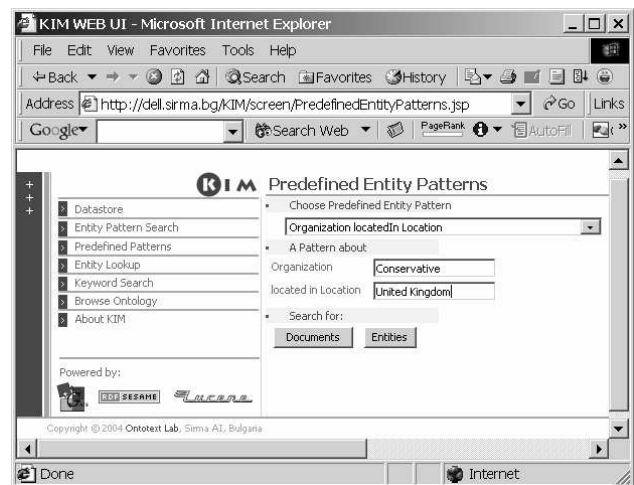 KIM WEB UI - Microsoft Internet Explorer
File Edit View Favorites Tools Help
Back Search Favorites History
Address http://dell.sirma.bg/KIM/screen/PredefinedEntityPatterns.jsp Go Links
Google Search Web PageRank AutoFill
KIM Predefined Entity Patterns
Choose Predefined Entity Pattern
Datastore
Organization locatedIn Location
Entity Pattern Search
Predefined Patterns
A Pattern about
Entity Lookup
Organization Conservative
Keyword Search
located in Location United Kingdom
Browse Ontology
About KIM
Search for:
Documents Entities
Powered by:
RDF SESAME Lucene
Copyright © 2004 Ontotext Lab, Sirma AI, Bulgaria
Done Internet